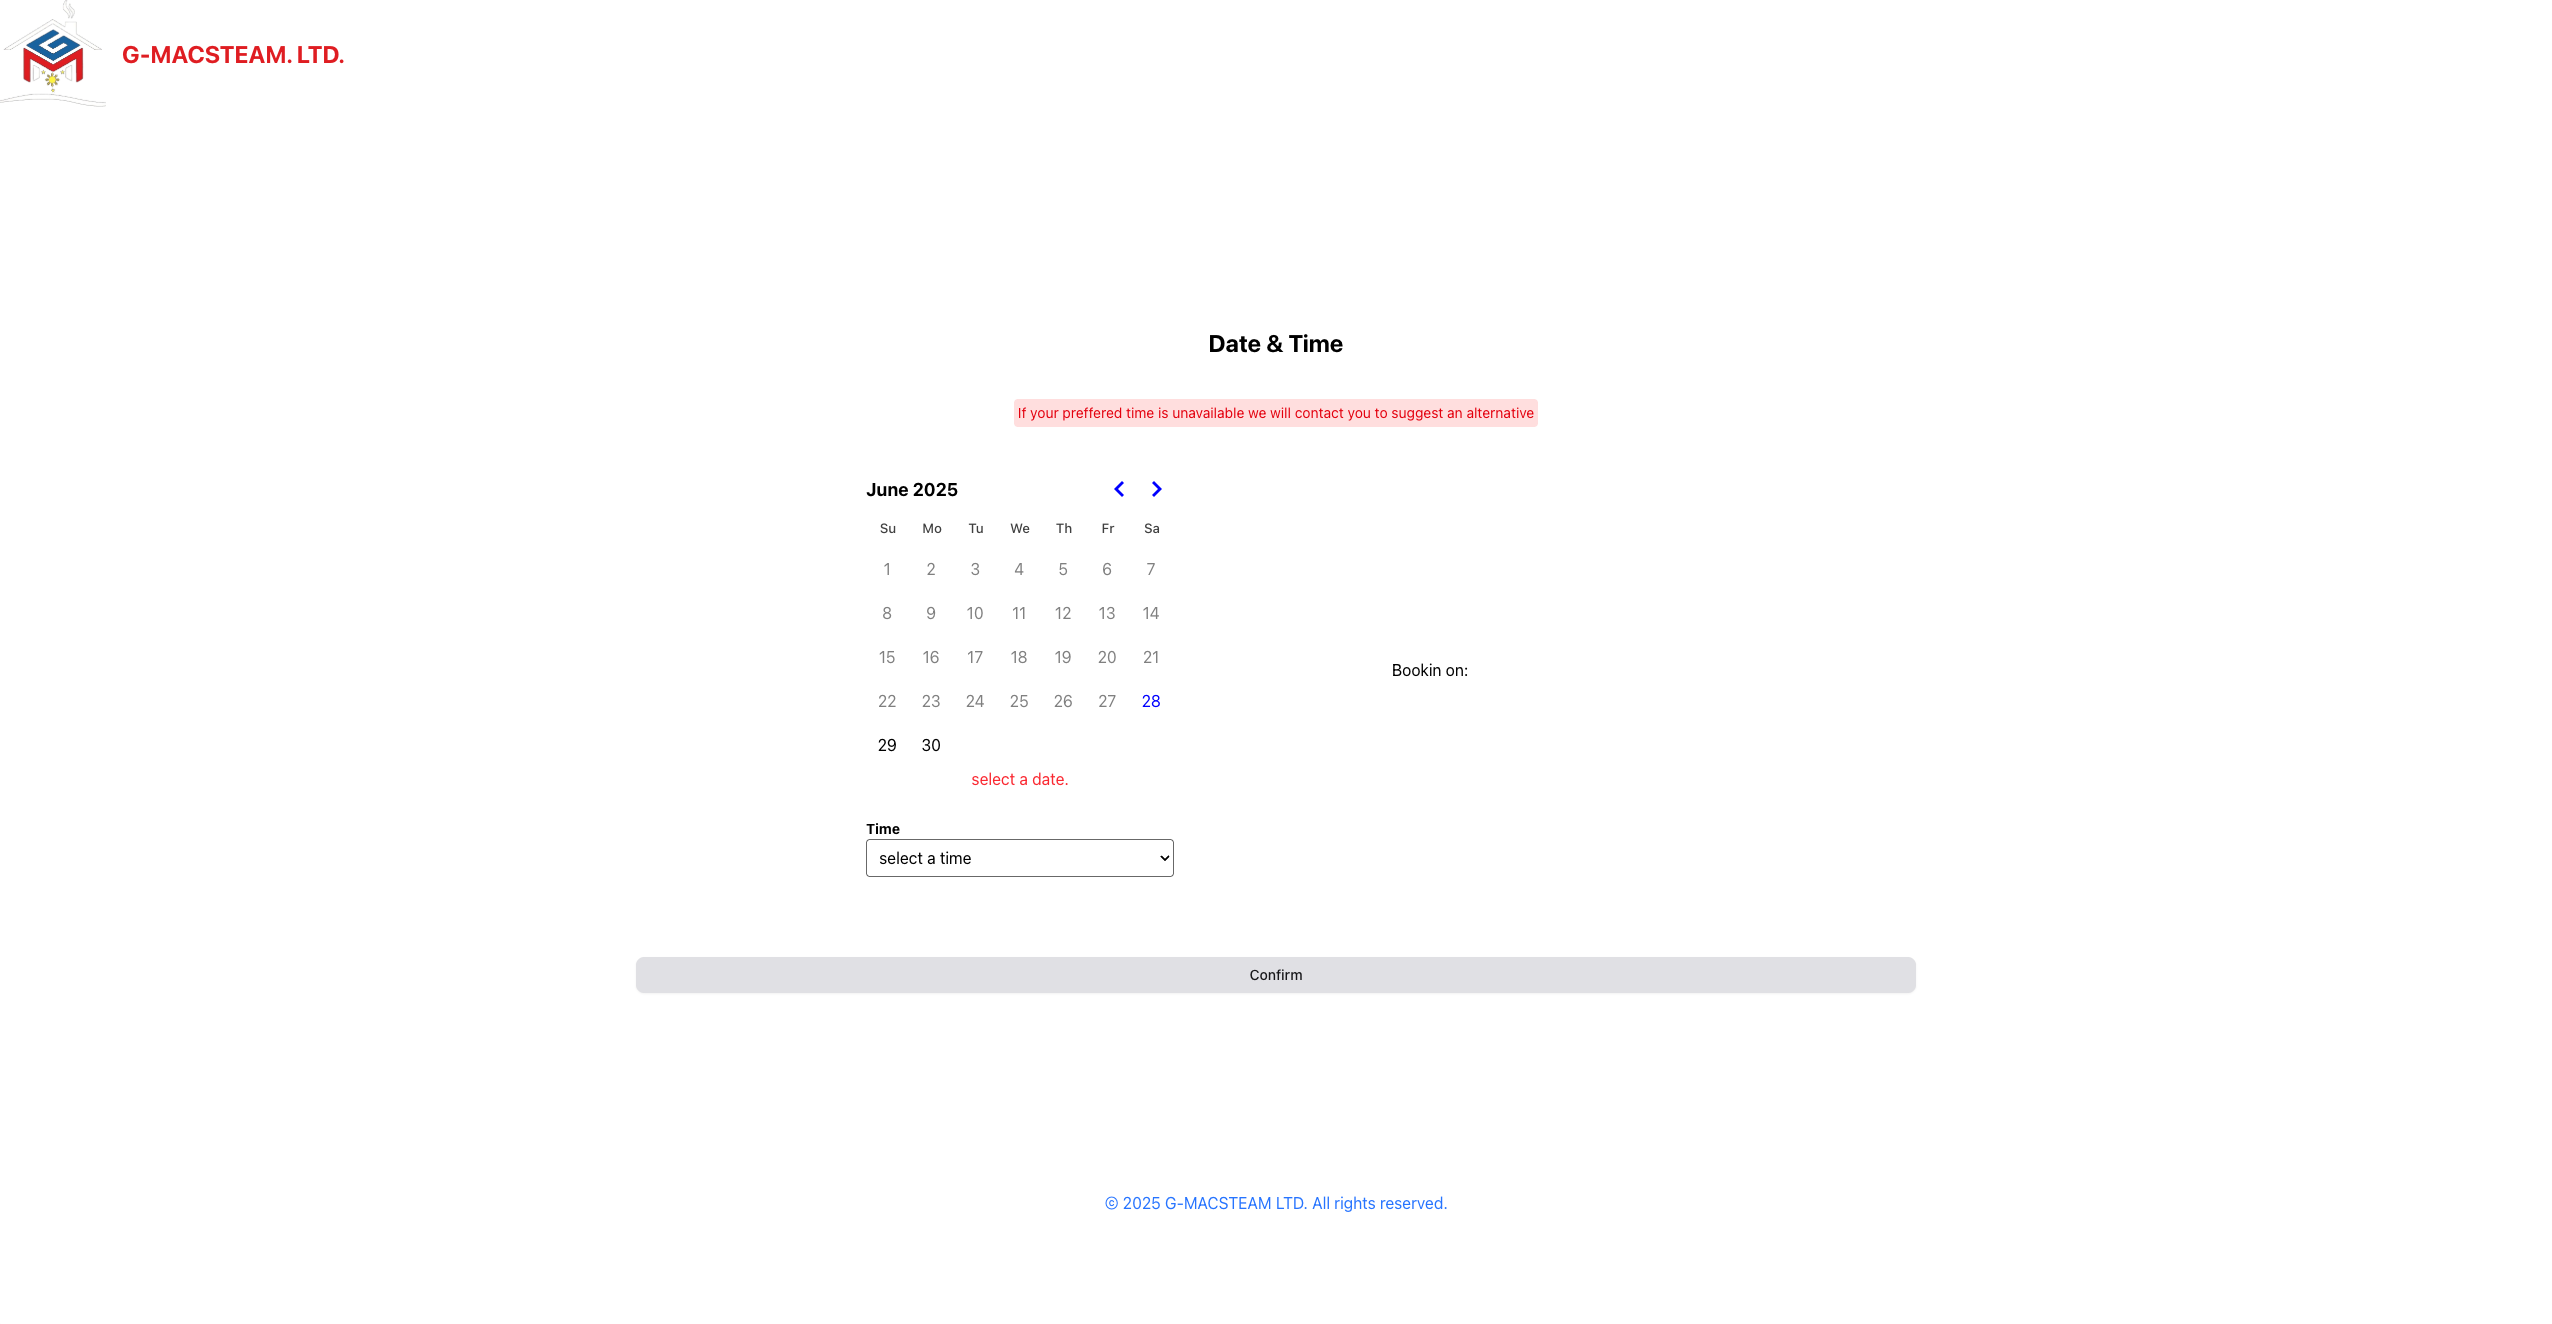 G-MACSTEAM. LTD.
Date & Time
If your preffered time is unavailable we will contact you to suggest an alternative
June 2025
Su Mo Tu We Th Fr Sa
1 2 3 4 5 6 7
8 9 10 11 12 13 14
15 16 17 18 19 20 21
22 23 24 25 26 27 28
29 30
select a date.
Bookin on:
Time
select a time
Confirm
© 2025 G-MACSTEAM LTD. All rights reserved.